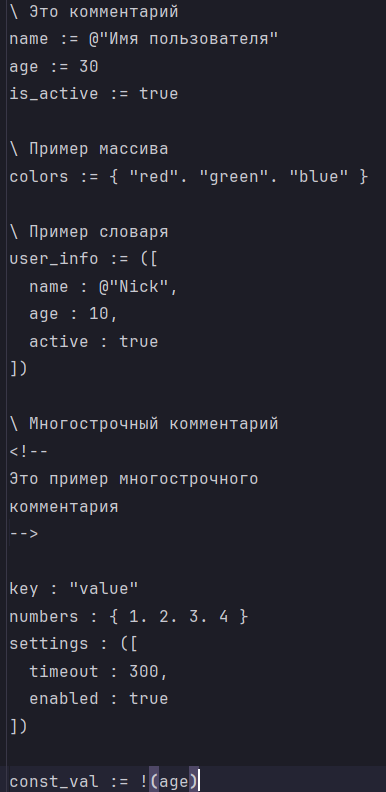 \ Это комментарий
name := @"Имя пользователя"
age := 30
is_active := true
\ Пример массива
colors := { "red". "green". "blue" }
\ Пример словаря
user_info := ([
  name : @"Nick",
  age : 10,
  active : true
])
\ Многострочный комментарий
<!--
Это пример многострочного
комментария
-->
key : "value"
numbers : { 1. 2. 3. 4 }
settings : ([
  timeout : 300,
  enabled : true
])
const_val := !(age)